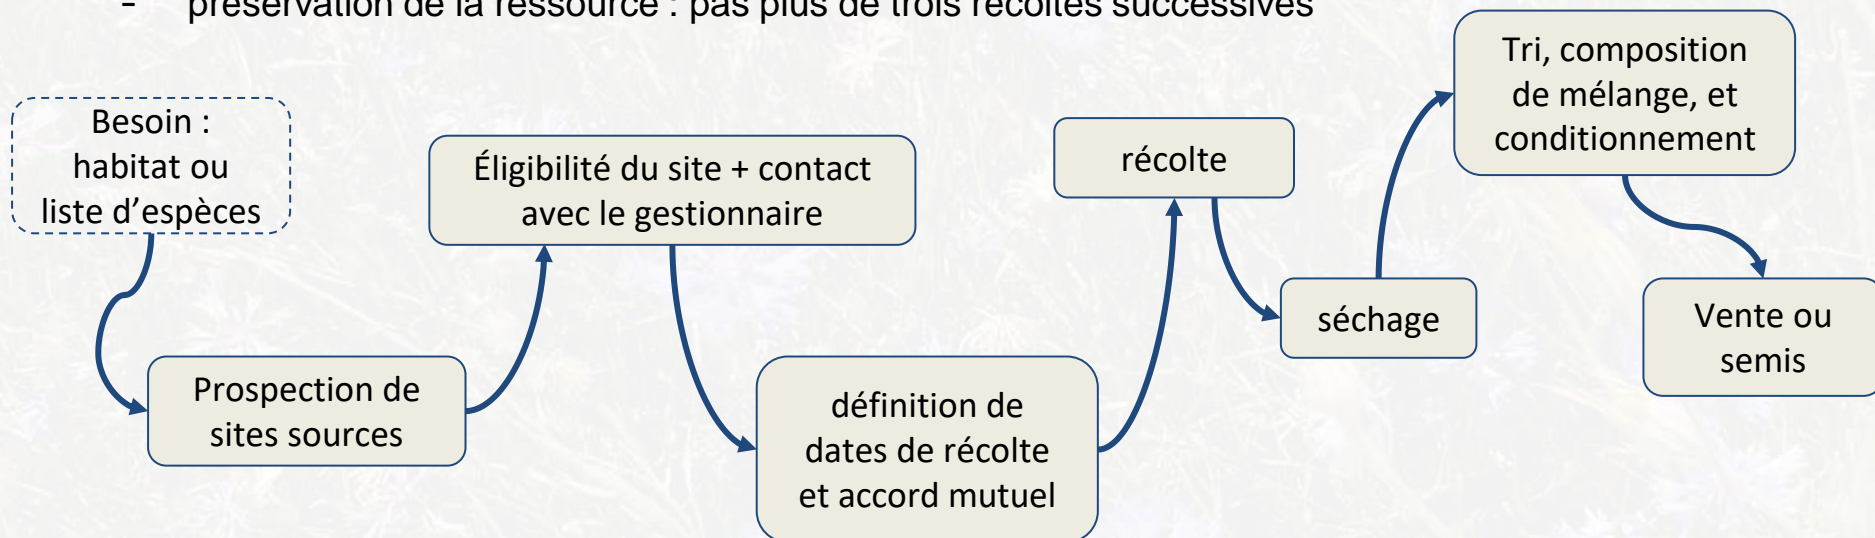 - préservation de la ressource : pas plus de trois récoltes successives
Besoin :
habitat ou
liste d’espèces
Prospection de
sites sources
Éligibilité du site + contact
avec le gestionnaire
définition de
dates de récolte
et accord mutuel
récolte
séchage
Tri, composition
de mélange, et
conditionnement
Vente ou
semis